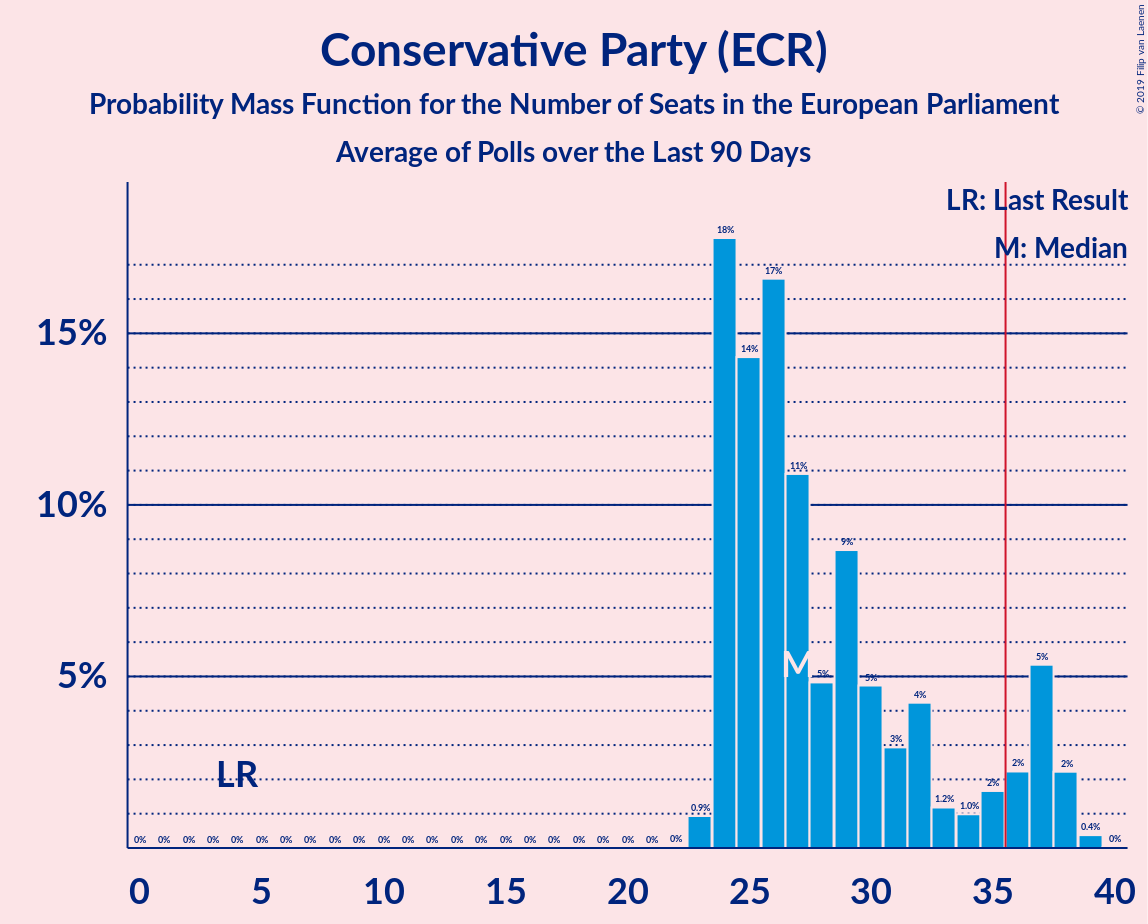 Conservative Party (ECR)
Probability Mass Function for the Number of Seats in the European Parliament
Average of Polls over the Last 90 Days
© 2019 Filip van Laenen
LR: Last Result
M: Median
15%
10%
5%
18%
14%
17%
11%
5%
9%
5%
3%
4%
1.2%
1.0%
2%
2%
5%
2%
0.4%
0%
M
LR
0% 0% 0% 0% 0% 0% 0% 0% 0% 0% 0% 0% 0% 0% 0% 0% 0% 0% 0% 0% 0% 0% 0% 0.9%
0 5 10 15 20 25 30 35 40